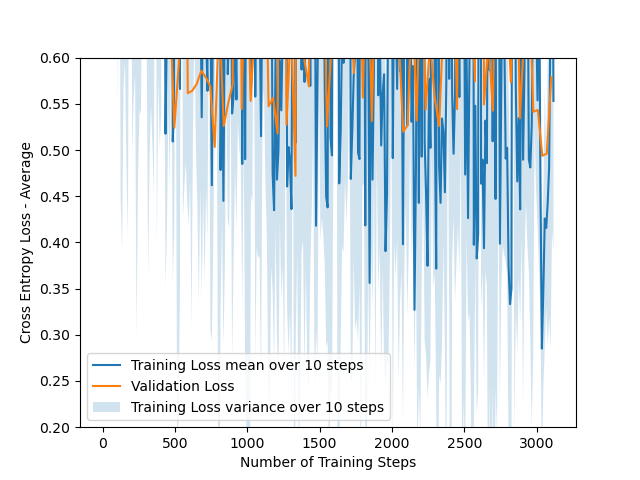 0.60
0.55
0.50
0.45
0.40
0.35
0.30
0.25
0.20
Cross Entropy Loss - Average
Training Loss mean over 10 steps
Validation Loss
Training Loss variance over 10 steps
0 500 1000 1500 2000 2500 3000
Number of Training Steps